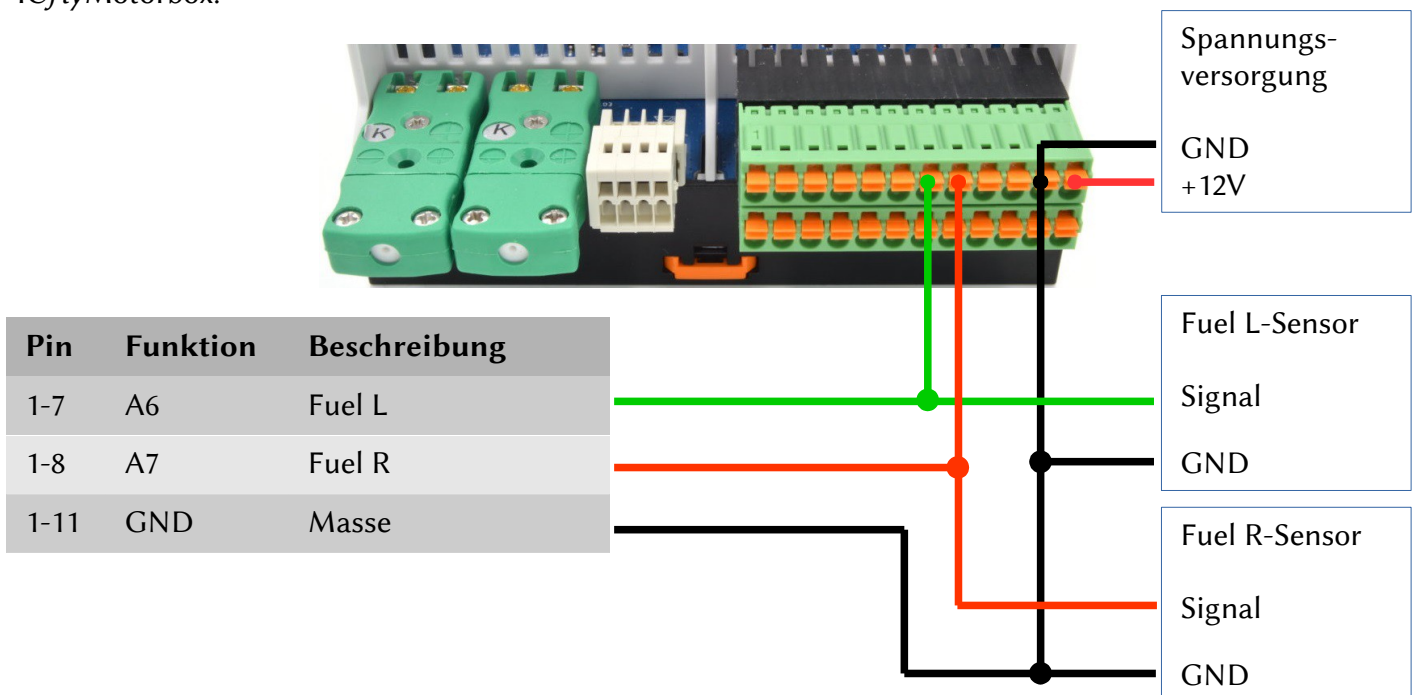 Spannungs-
versorgung
GND
+12V
K
K
1
Pin Funktion Beschreibung
1-7 A6 Fuel L
1-8 A7 Fuel R
1-11 GND Masse
Fuel L-Sensor
Signal
GND
Fuel R-Sensor
Signal
GND